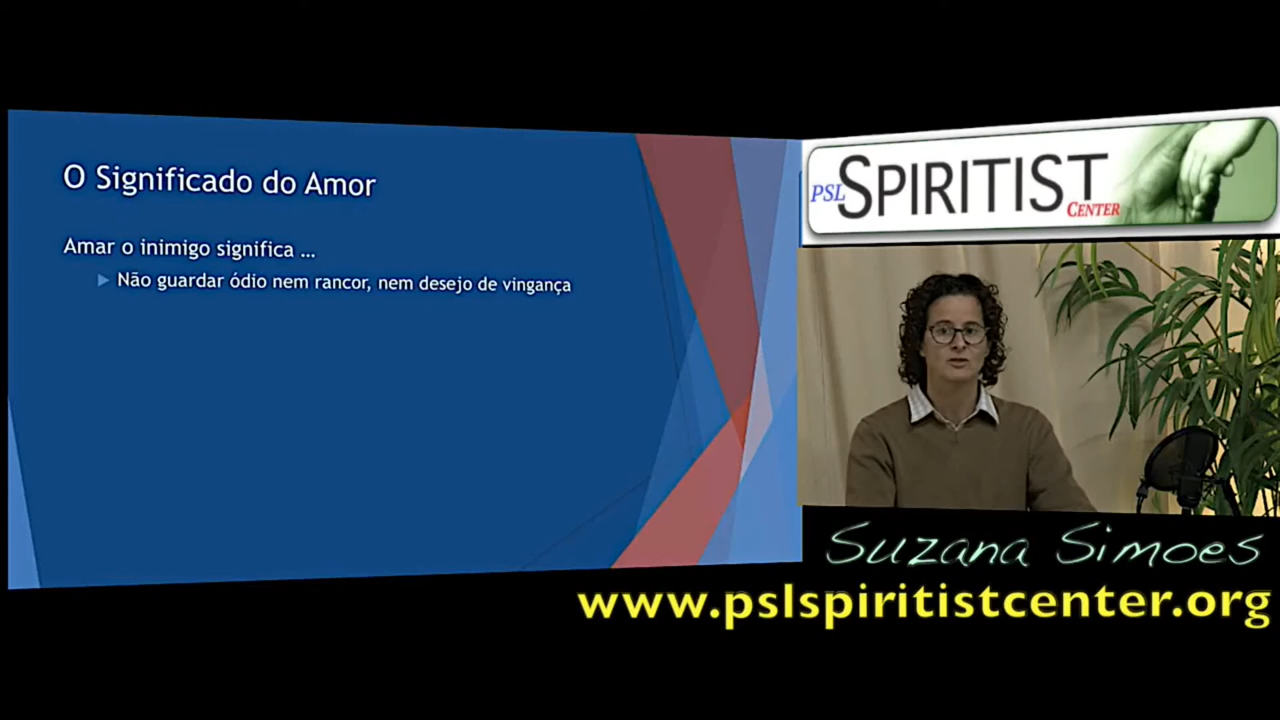 O Significado do Amor
Amar o inimigo significa ...
Não guardar ódio nem rancor, nem desejo de vingança
PSL SPIRITIST
CENTER
Suzana Simoes
www.pslspiritistcenter.org